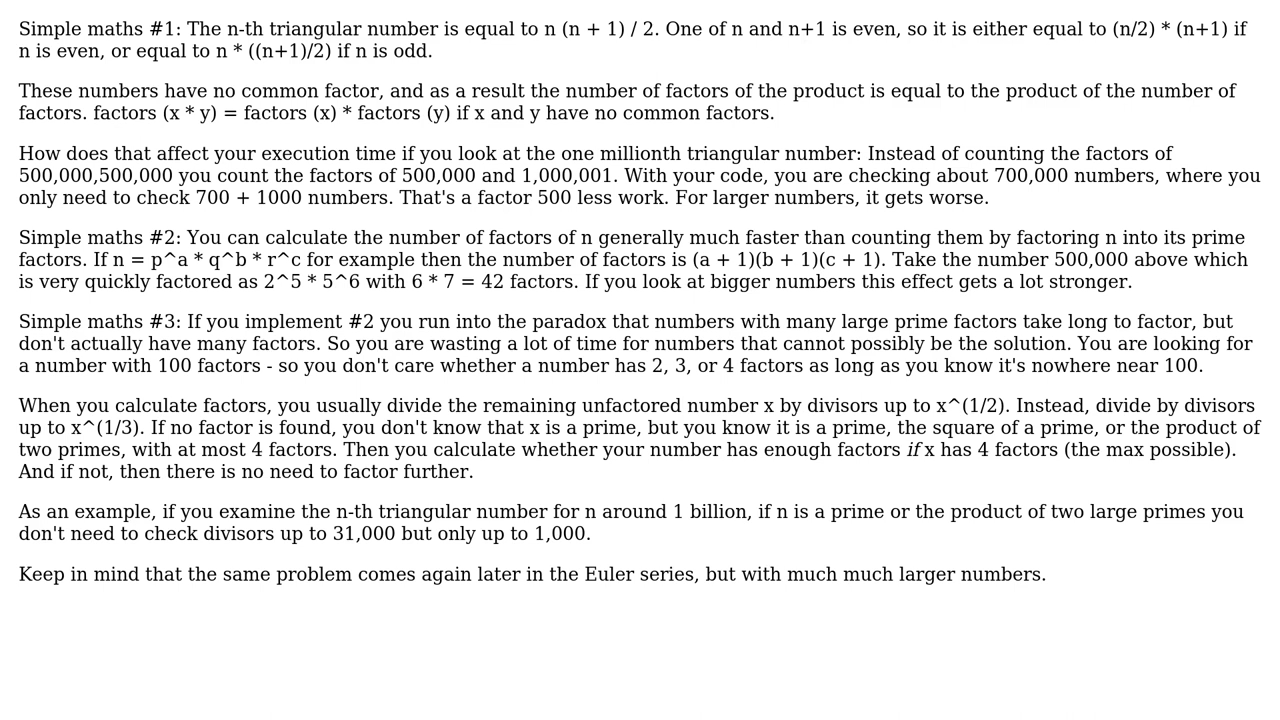 Simple maths #1: The n-th triangular number is equal to n (n + 1) / 2. One of n and n+1 is even, so it is either equal to (n/2) * (n+1) if
n is even, or equal to n * ((n+1)/2) if n is odd.
These numbers have no common factor, and as a result the number of factors of the product is equal to the product of the number of
factors. factors (x * y) = factors (x) * factors (y) if x and y have no common factors.
How does that affect your execution time if you look at the one millionth triangular number: Instead of counting the factors of
500,000,500,000 you count the factors of 500,000 and 1,000,001. With your code, you are checking about 700,000 numbers, where you
only need to check 700 + 1000 numbers. That's a factor 500 less work. For larger numbers, it gets worse.
Simple maths #2: You can calculate the number of factors of n generally much faster than counting them by factoring n into its prime
factors. If n = p^a * q^b * r^c for example then the number of factors is (a + 1)(b + 1)(c + 1). Take the number 500,000 above which
is very quickly factored as 2^5 * 5^6 with 6 * 7 = 42 factors. If you look at bigger numbers this effect gets a lot stronger.
Simple maths #3: If you implement #2 you run into the paradox that numbers with many large prime factors take long to factor, but
don't actually have many factors. So you are wasting a lot of time for numbers that cannot possibly be the solution. You are looking for
a number with 100 factors - so you don't care whether a number has 2, 3, or 4 factors as long as you know it's nowhere near 100.
When you calculate factors, you usually divide the remaining unfactored number x by divisors up to x^(1/2). Instead, divide by divisors
up to x^(1/3). If no factor is found, you don't know that x is a prime, but you know it is a prime, the square of a prime, or the product of
two primes, with at most 4 factors. Then you calculate whether your number has enough factors if x has 4 factors (the max possible).
And if not, then there is no need to factor further.
As an example, if you examine the n-th triangular number for n around 1 billion, if n is a prime or the product of two large primes you
don't need to check divisors up to 31,000 but only up to 1,000.
Keep in mind that the same problem comes again later in the Euler series, but with much much larger numbers.